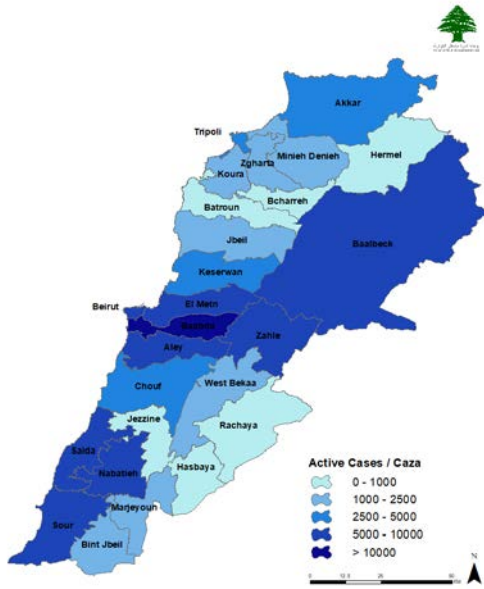 Akkar
Tripoli
Zgharta
Minieh Denieh
Hermel
Koura
Batroun
Bcharreh
Jbeil
Baalbeck
Keserwan
Beirut
El Metn
Baabda
Zahle
Aley
West Bekaa
Chouf
Jezzine
Rachaya
Saida
Hasbaya
Nabatieh
Marjeyoun
Sour
Bint Jbeil
Active Cases / Caza
0 - 1000
1000 - 2500
2500 - 5000
5000 - 10000
> 10000
N